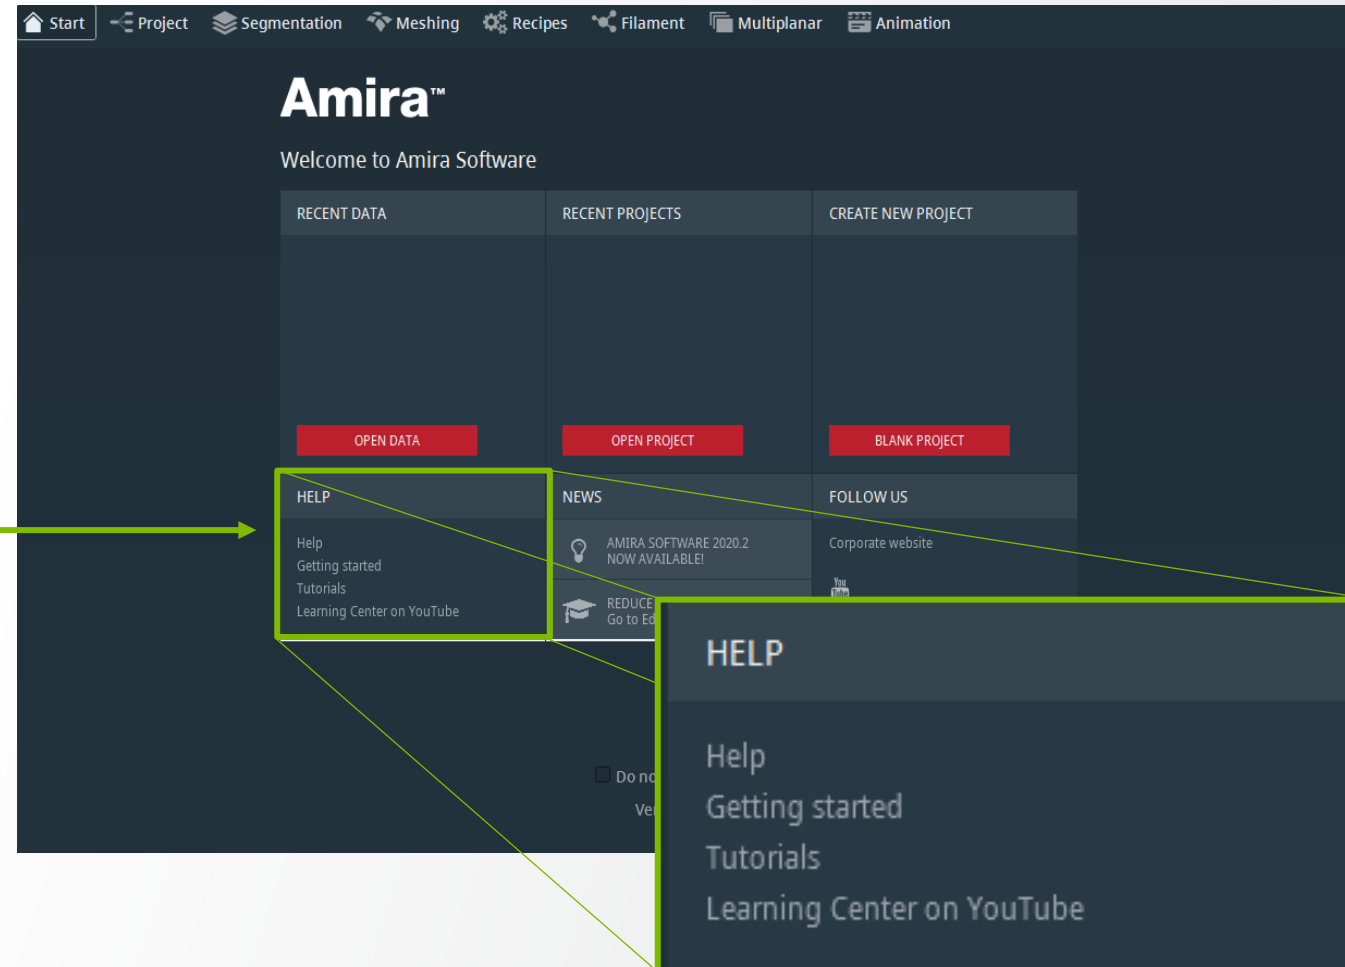 Start Project Segmentation Meshing Recipes Filament Multiplanar Animation
Amira™
Welcome to Amira Software
RECENT DATA
RECENT PROJECTS
CREATE NEW PROJECT
OPEN DATA
OPEN PROJECT
BLANK PROJECT
HELP
Help
Getting started
Tutorials
Learning Center on YouTube
NEWS
AMIRA SOFTWARE 2020.2
NOW AVAILABLE!
REDUCE
Go to
FOLLOW US
Corporate website
You
Tube
Do
HELP
Help
Getting started
Tutorials
Learning Center on YouTube